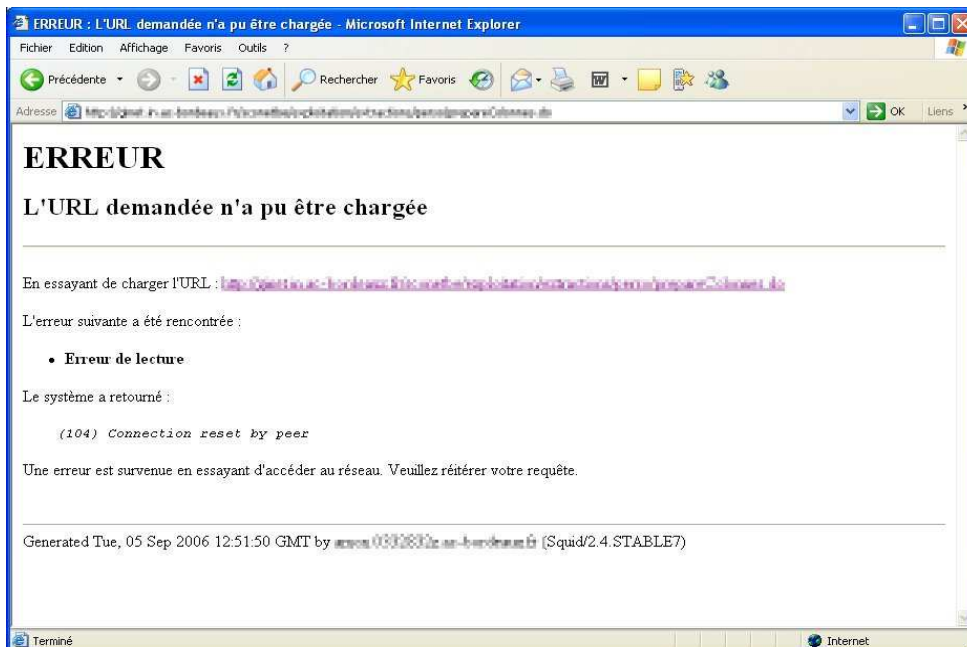 ERREUR : L'URL demandée n'a pu être chargée - Microsoft Internet Explorer
Fichier Edition Affichage Favoris Outils ?
Précédente Rechercher Favoris
Adresse OK Liens
ERREUR
L'URL demandée n'a pu être chargée
En essayant de charger l'URL :
L'erreur suivante a été rencontrée :
• Erreur de lecture
Le système a retourné :
(104) Connection reset by peer
Une erreur est survenue en essayant d'accéder au réseau. Veuillez réitérer votre requête.
Generated Tue, 05 Sep 2006 12:51:50 GMT by (Squid/2.4.STABLE7)
Terminé Internet